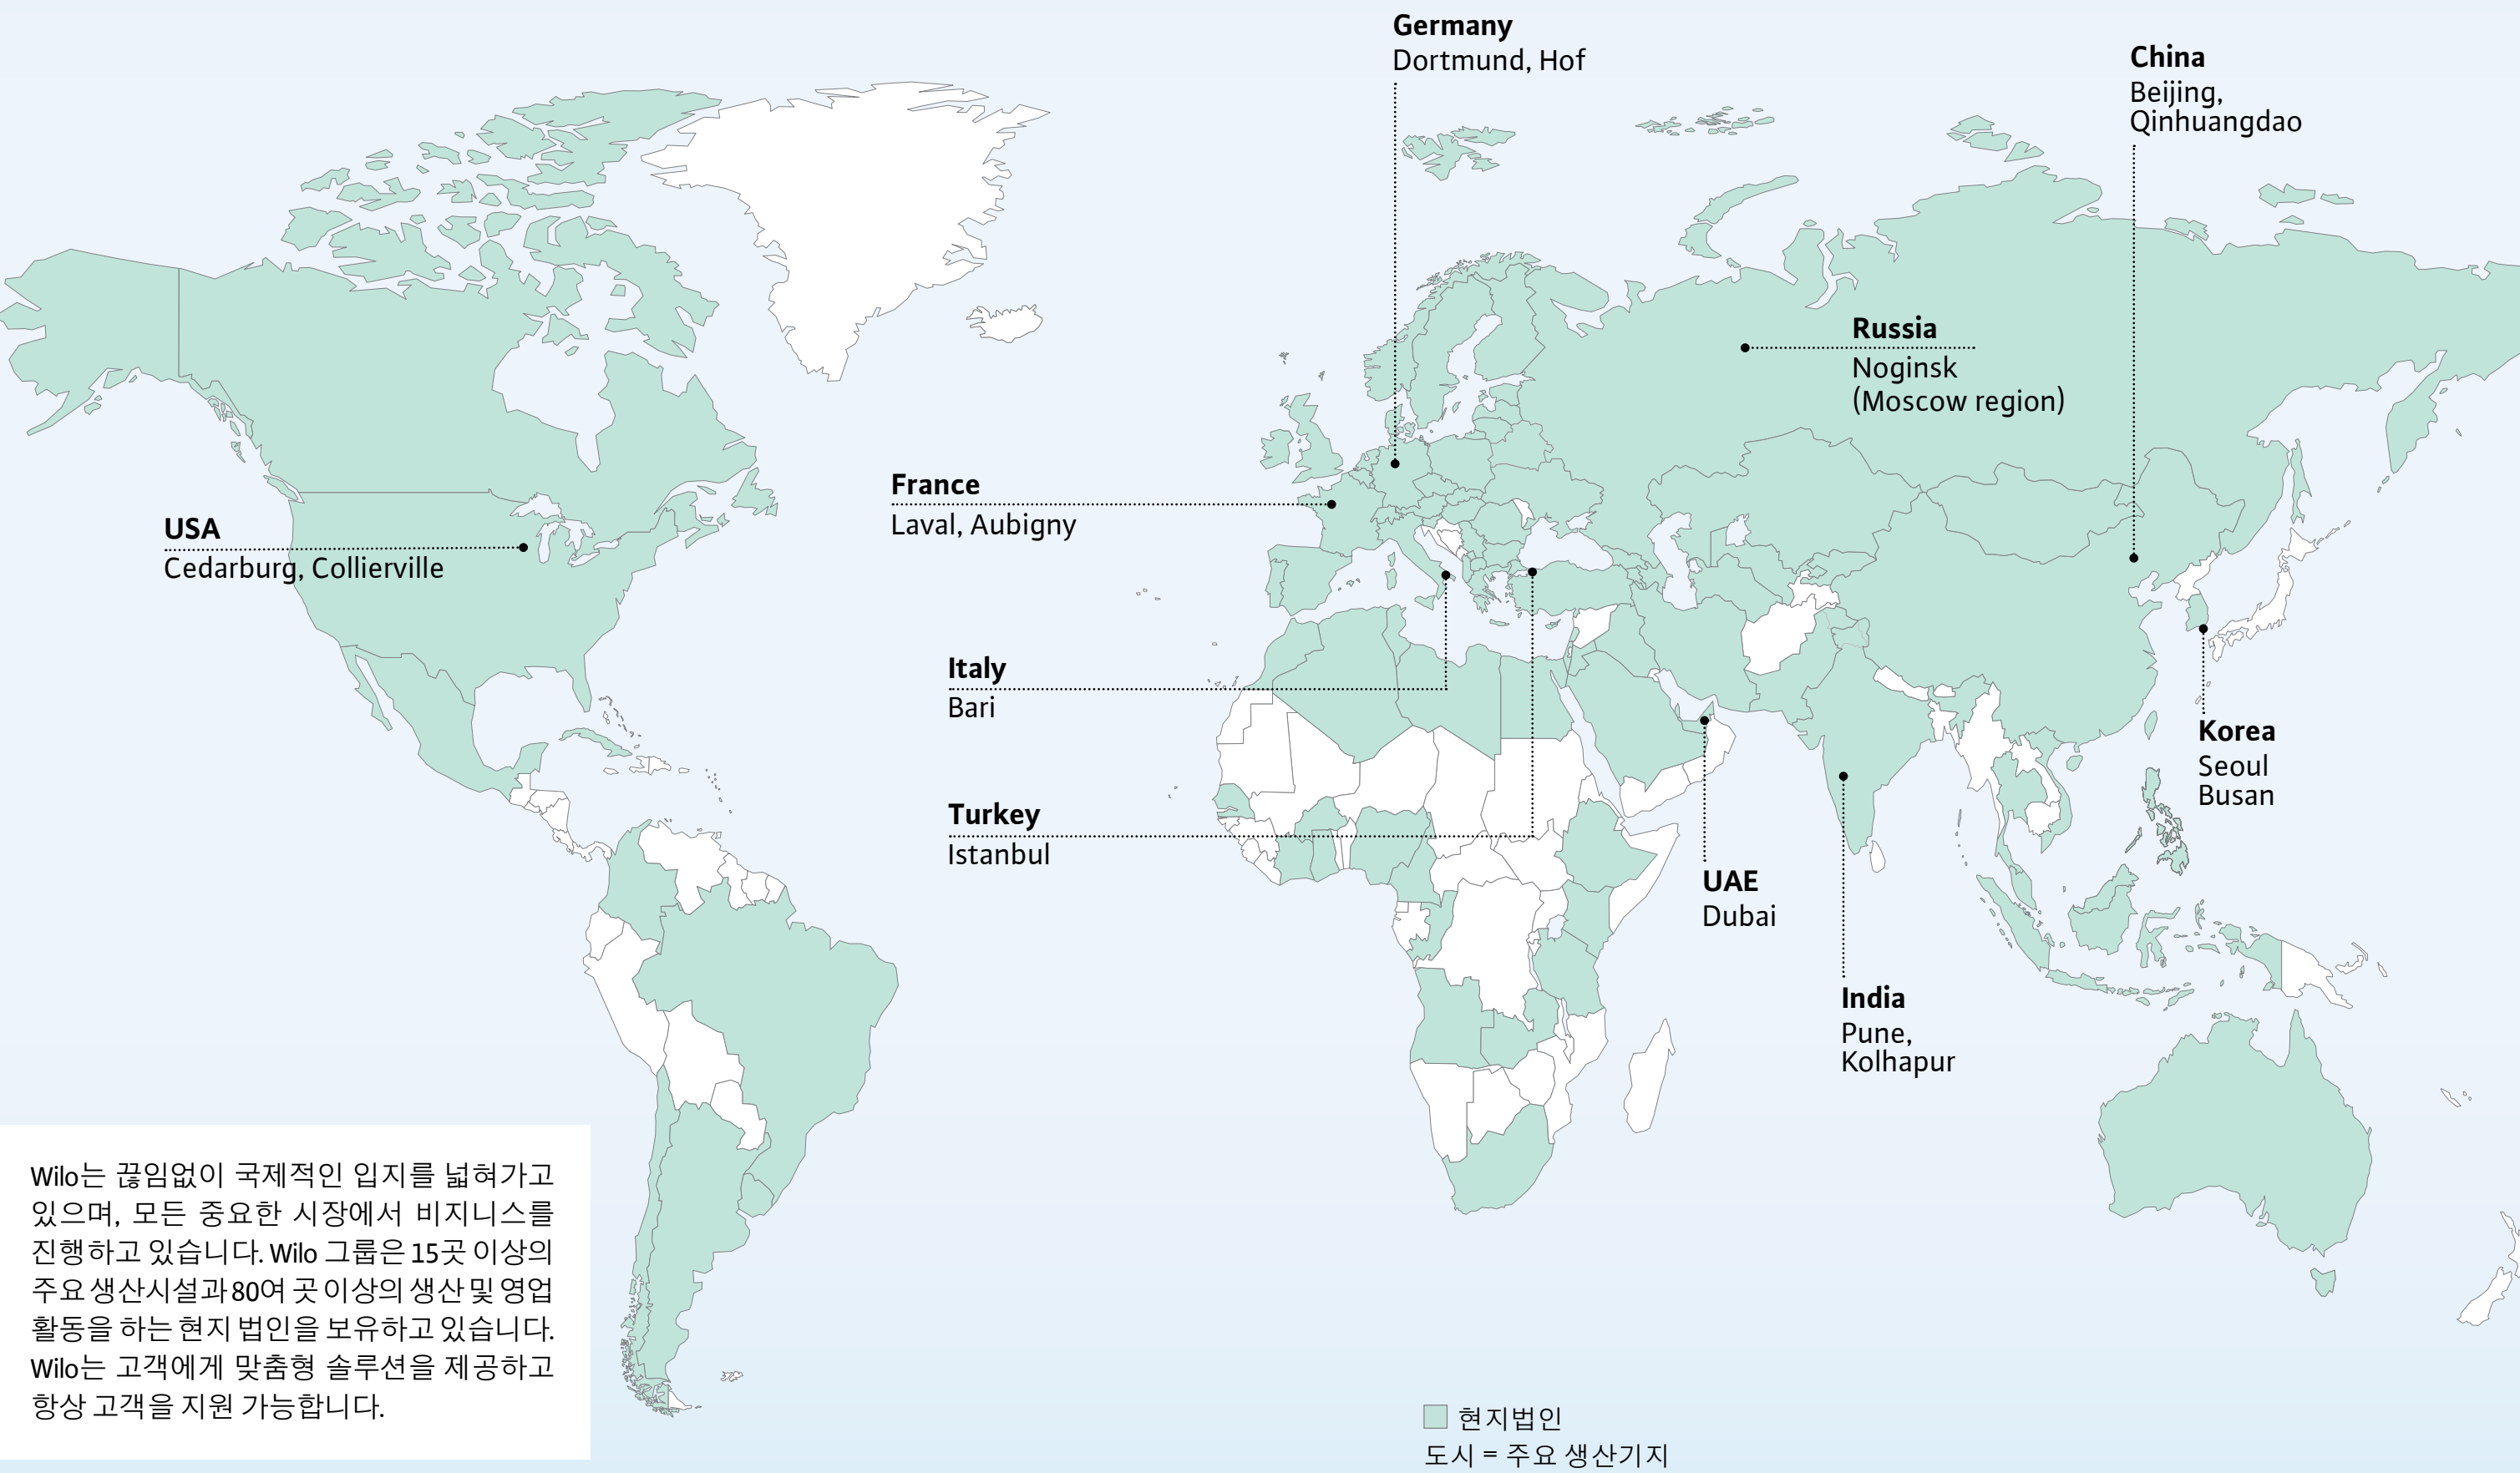 Germany
Dortmund, Hof
China
Beijing,
Qinhuangdao
Russia
Noginsk
(Moscow region)
France
Laval, Aubigny
USA
Cedarburg, Collierville
Italy
Bari
Turkey
Istanbul
Korea
Seoul
Busan
UAE
Dubai
India
Pune,
Kolhapur
Wilo는 끊임없이 국제적인 입지를 넓혀가고
있으며, 모든 중요한 시장에서 비지니스를
진행하고 있습니다. Wilo 그룹은 15곳 이상의
주요 생산시설과 80여 곳 이상의 생산 및 영업
활동을 하는 현지 법인을 보유하고 있습니다.
Wilo는 고객에게 맞춤형 솔루션을 제공하고
항상 고객을 지원 가능합니다.
현지법인
도시 = 주요 생산기지